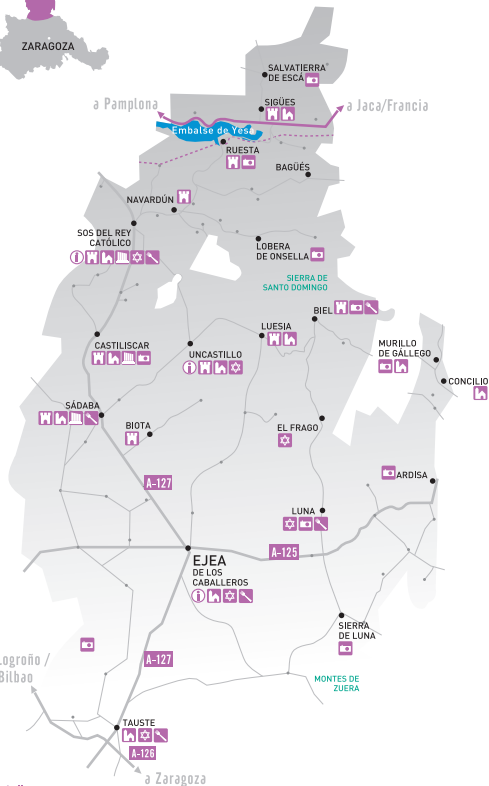 ZARAGOZA
SALVATIERRA
DE ESCÁ
SIGÜES
a Pamplona
a Jaca/Francia
Embalse de Yesa
RUESTA
BAGÜÉS
NAVARDÚN
SOS DEL REY
CATÓLICO
LOBERA
DE ONSELLA
SIERRA DE
SANTO DOMINGO
BIEL
LUESIA
CASTILISCAR
UNCASTILLO
MURILLO
DE GÁLLEGO
CONCILIO
SÁDABA
BIOTA
EL FRAGO
A-127
ARDÍSA
LUNA
A-125
EJEA
DE LOS
CABALLEROS
SIERRA
DE LUNA
A-127
Logroño /
Bilbao
MONTES DE
ZUERA
TAUSTE
A-126
a Zaragoza